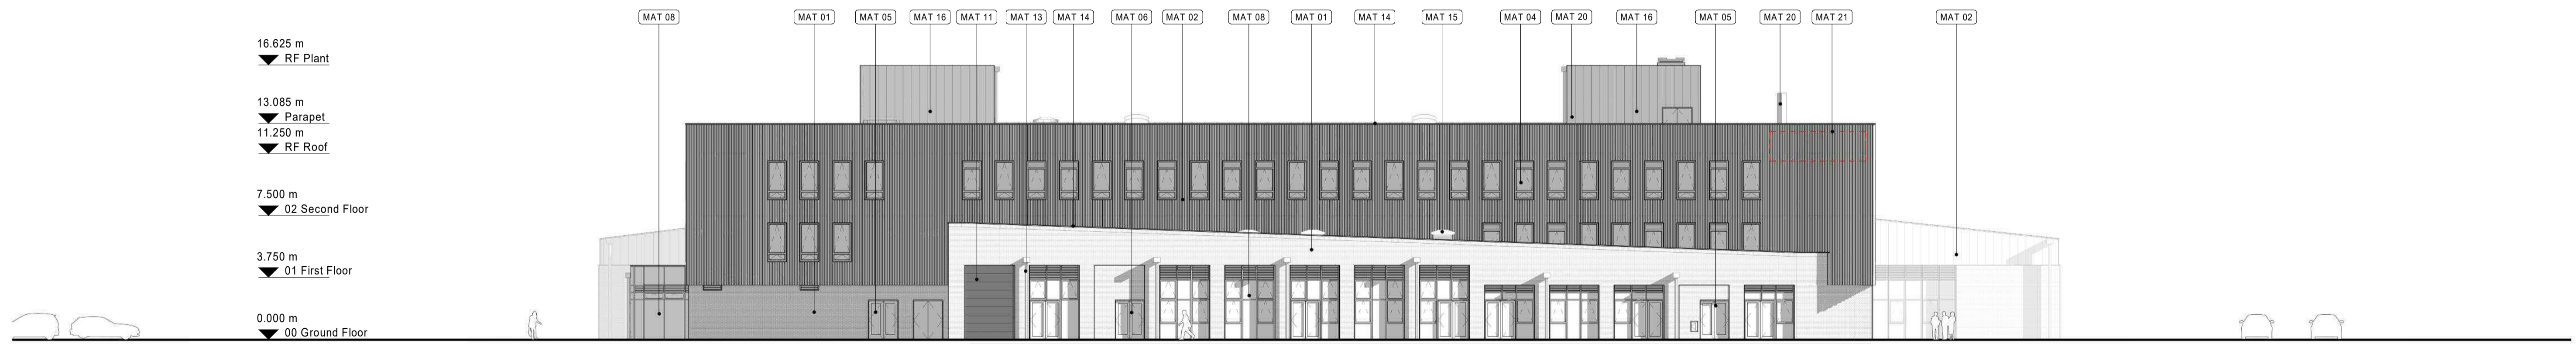 MAT 08
MAT 01
MAT 05
MAT 16
MAT 11
MAT 13
MAT 14
MAT 06
MAT 02
MAT 08
MAT 01
MAT 14
MAT 15
MAT 04
MAT 20
MAT 16
MAT 05
MAT 20
MAT 21
MAT 02
16.625 m
RF Plant
13.085 m
Parapet
11.250 m
RF Roof
7.500 m
02 Second Floor
3.750 m
01 First Floor
0.000 m
00 Ground Floor